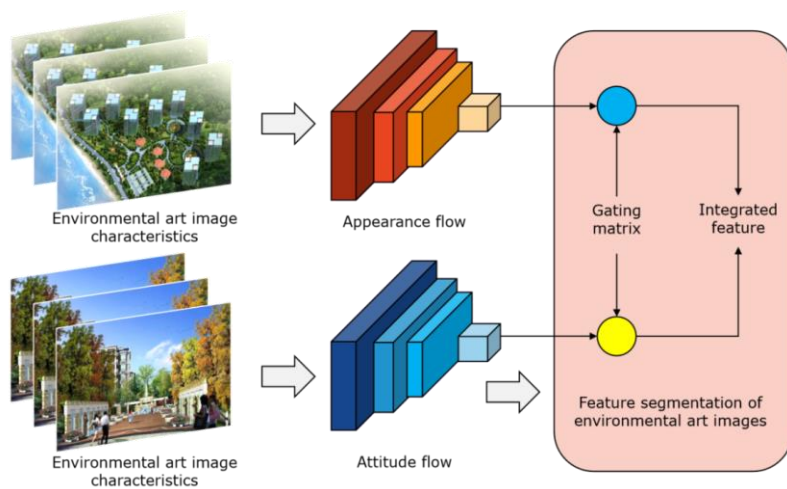 Environmental art image
characteristics
Appearance flow
Gating
matrix
Integrated
feature
Environmental art image
characteristics
Attitude flow
Feature segmentation of
environmental art images